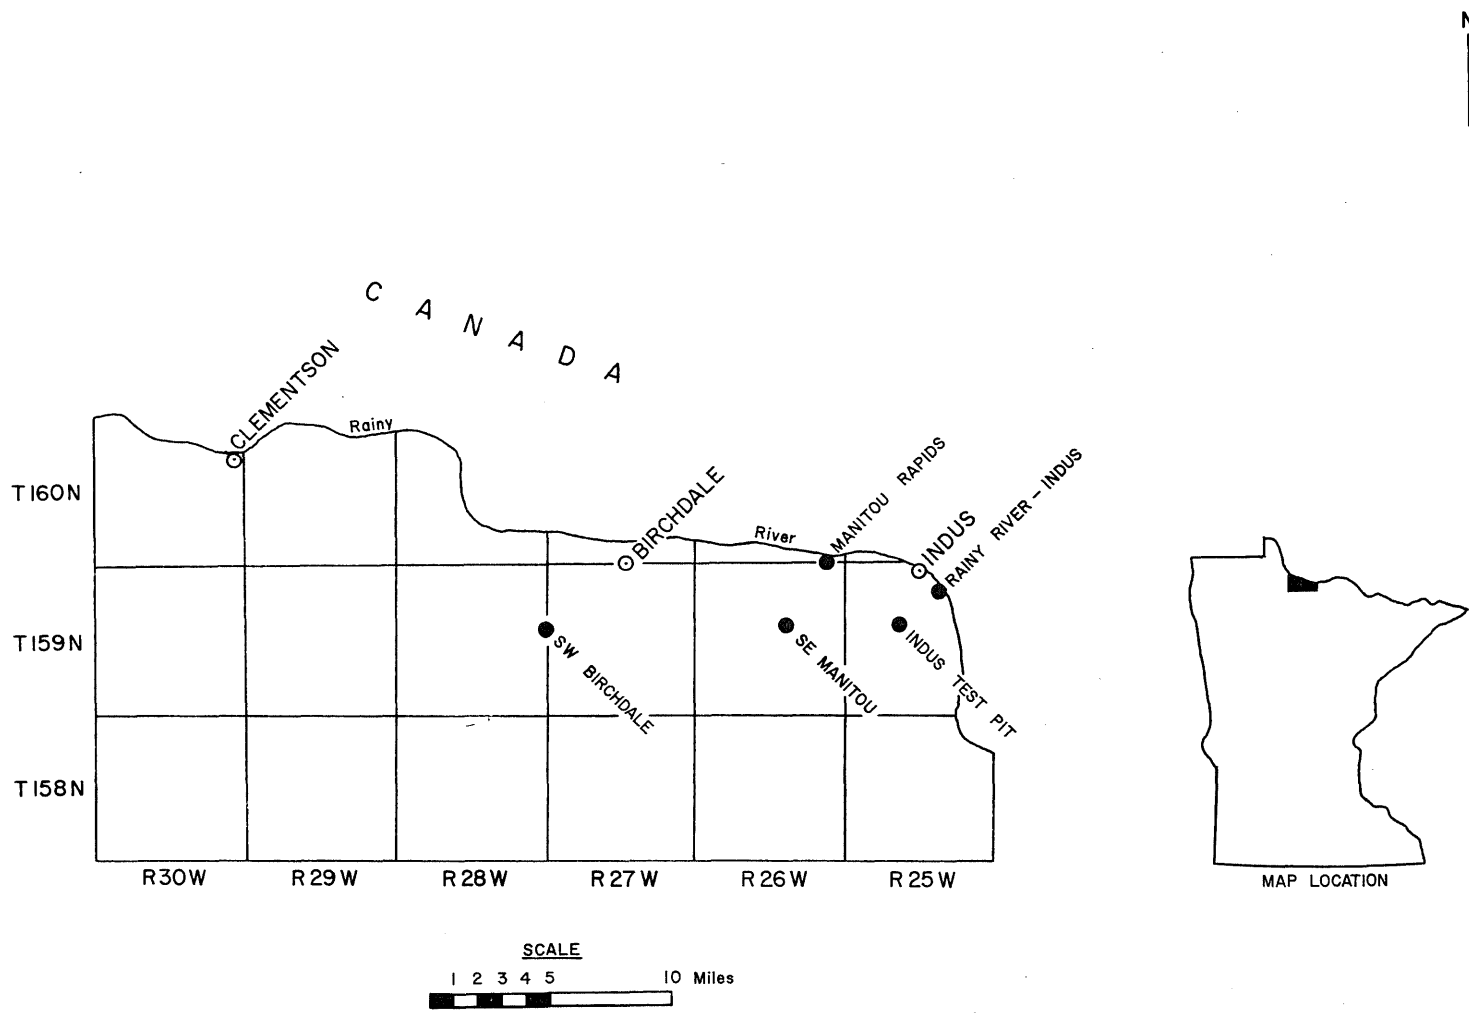 N
CANADA
CLEMENTSON
Rainy
MANITOU RAPIDS
RAINY RIVER-INDUS
BIRCHDALE
River
INDUS
T160N
T159N
SW BIRCHDALE
SE MANITOU
INDUS TEST PIT
T158N
R30W R29W R28W R27W R26W R25W
MAP LOCATION
SCALE
1 2 3 4 5 10 Miles